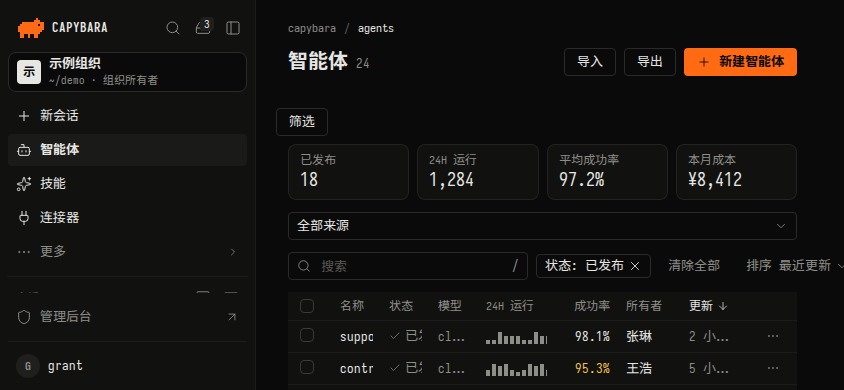 CAPYBARA
3
示
示例组织
~/demo · 组织所有者
新会话
智能体
技能
连接器
更多
管理后台
G grant
capybara / agents
智能体 24
导入
导出
新建智能体
筛选
已发布
18
24H 运行
1,284
平均成功率
97.2%
本月成本
¥8,412
全部来源
搜索 /
状态: 已发布
清除全部
排序 最近更新
名称 状态 模型 24H 运行 成功率 所有者 更新 ↓
suppo 已 cl... 98.1% 张琳 2 小... ...
contr 已 cl... 95.3% 王浩 5 小... ...